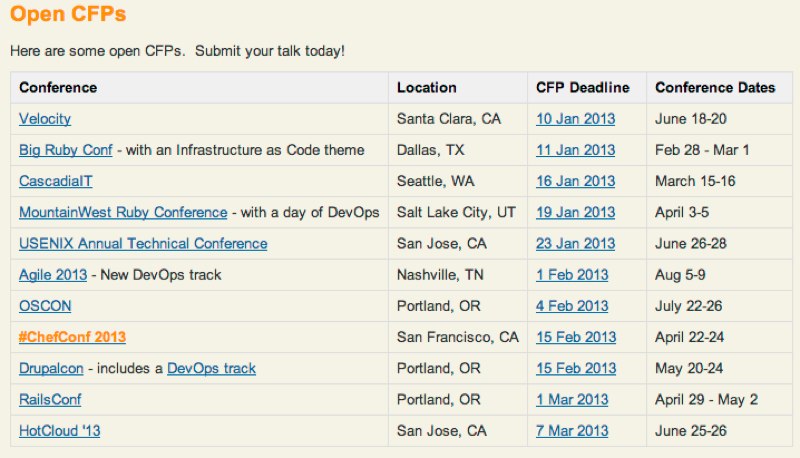 Open CFPs
Here are some open CFPs. Submit your talk today!
Conference Location CFP Deadline Conference Dates
Velocity Santa Clara, CA 10 Jan 2013 June 18-20
Big Ruby Conf - with an Infrastructure as Code theme Dallas, TX 11 Jan 2013 Feb 28 - Mar 1
CascadiaIT Seattle, WA 16 Jan 2013 March 15-16
MountainWest Ruby Conference - with a day of DevOps Salt Lake City, UT 19 Jan 2013 April 3-5
USENIX Annual Technical Conference San Jose, CA 23 Jan 2013 June 26-28
Agile 2013 - New DevOps track Nashville, TN 1 Feb 2013 Aug 5-9
OSCON Portland, OR 4 Feb 2013 July 22-26
#ChefConf 2013 San Francisco, CA 15 Feb 2013 April 22-24
Drupalcon - includes a DevOps track Portland, OR 15 Feb 2013 May 20-24
RailsConf Portland, OR 1 Mar 2013 April 29 - May 2
HotCloud '13 San Jose, CA 7 Mar 2013 June 25-26